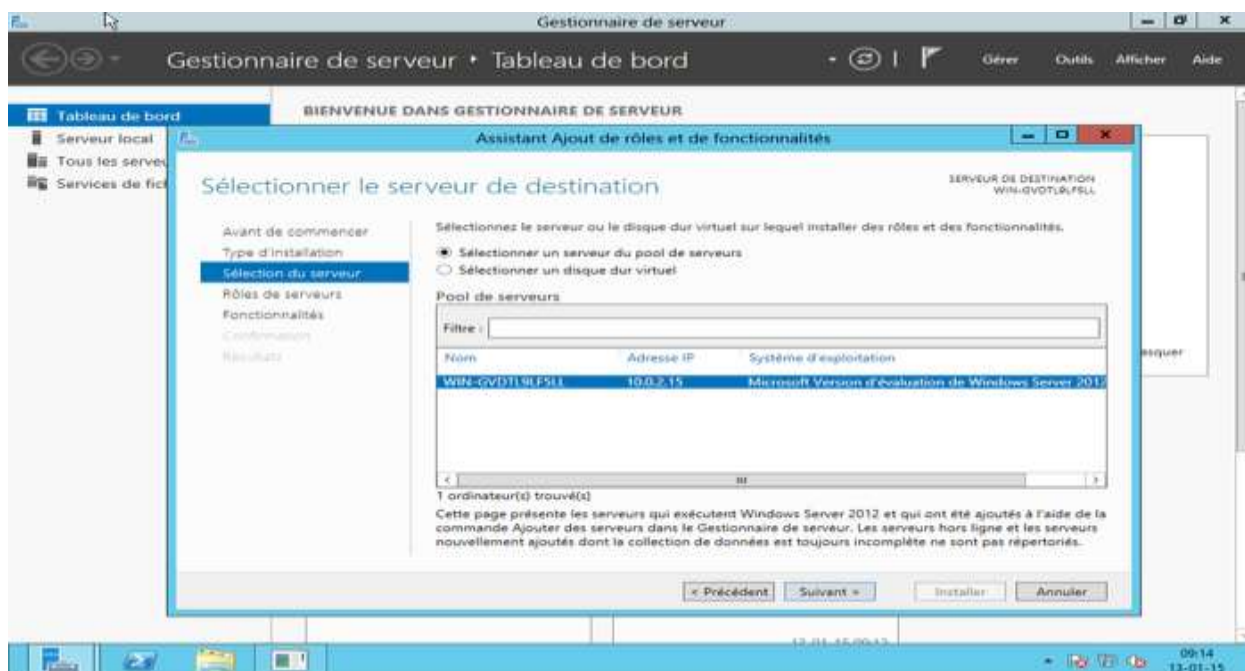 Gestionnaire de serveur
Gestionnaire de serveur • Tableau de bord
Gérer Outils Afficher Aide
BIENVENUE DANS GESTIONNAIRE DE SERVEUR
Tableau de bord
Serveur local
Tous les serveu
Services de fich
Assistant Ajout de rôles et de fonctionnalités
Sélectionner le serveur de destination
SERVEUR DE DESTINATION
WIN-GVDTL9LF5LL
Avant de commencer
Type d'installation
Sélection du serveur
Rôles de serveurs
Fonctionnalités
Confirmation
Résultats
Sélectionnez le serveur ou le disque dur virtuel sur lequel installer des rôles et des fonctionnalités.
Sélectionner un serveur du pool de serveurs
Sélectionner un disque dur virtuel
Pool de serveurs
Filtre :
Nom Adresse IP Système d'exploitation
WIN-GVDTL9LF5LL 10.0.2.15 Microsoft Version d'évaluation de Windows Server 2012
1 ordinateur(s) trouvé(s)
Cette page présente les serveurs qui exécutent Windows Server 2012 et qui ont été ajoutés à l'aide de la
commande Ajouter des serveurs dans le Gestionnaire de serveur. Les serveurs hors ligne et les serveurs
nouvellement ajoutés dont la collection de données est toujours incomplète ne sont pas répertoriés.
< Précédent Suivant > Installer Annuler
asquer
09:14
13-01-15